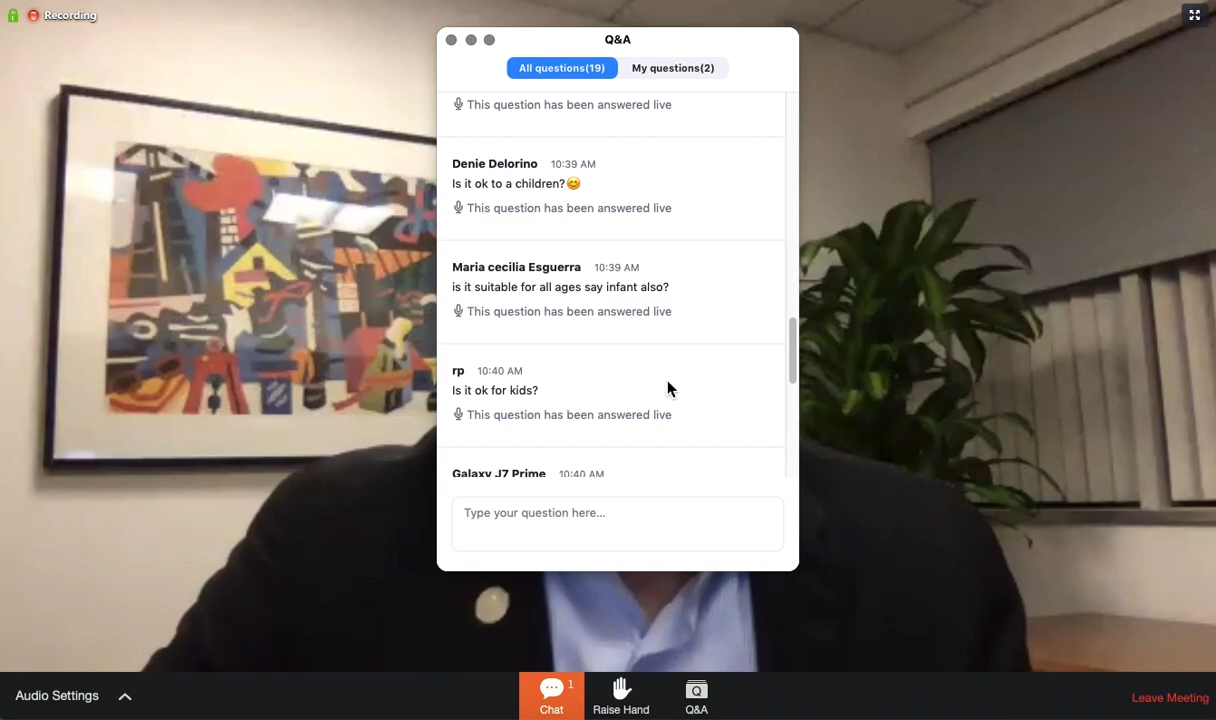 Recording
Q&A
All questions(19) My questions(2)
This question has been answered live
Denie Delorino 10:39 AM
Is it ok to a children?😊
This question has been answered live
Maria cecilia Esguerra 10:39 AM
is it suitable for all ages say infant also?
This question has been answered live
rp 10:40 AM
Is it ok for kids?
This question has been answered live
Galaxy J7 Prime 10:40 AM
Type your question here...
Audio Settings
1
Chat
Raise Hand
Q
Q&A
Leave Meeting